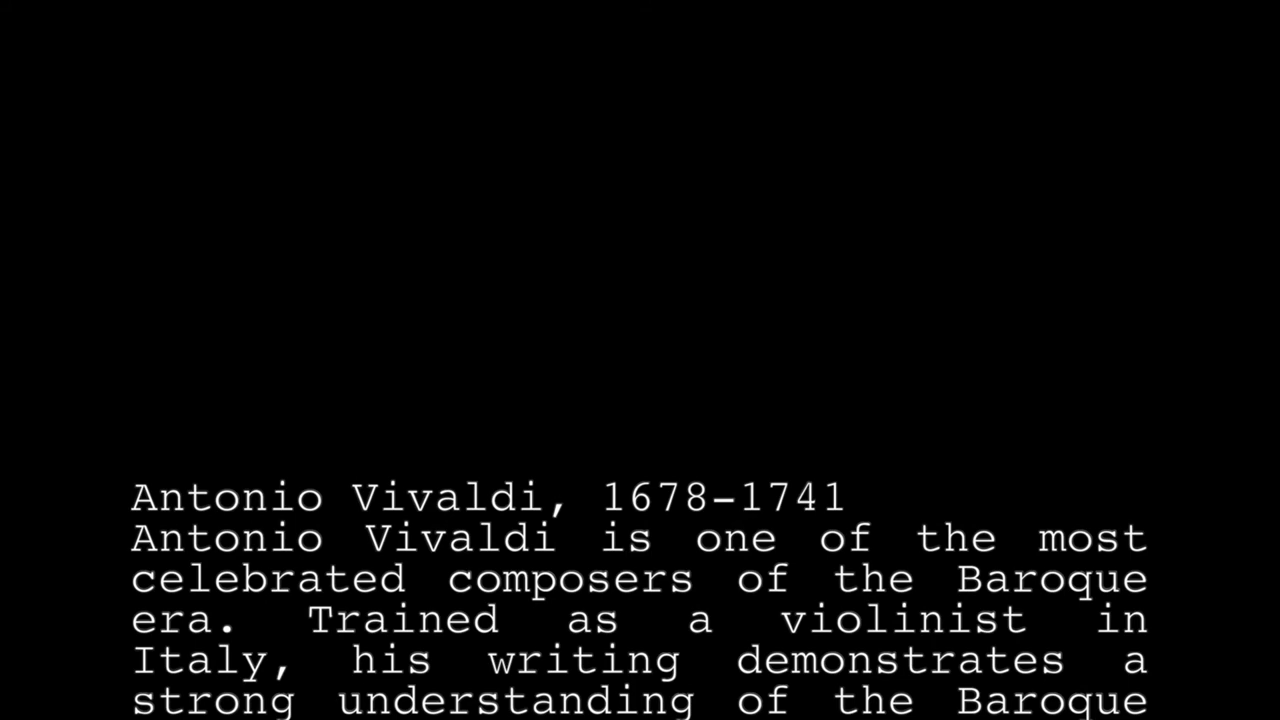 Antonio Vivaldi, 1678-1741
Antonio Vivaldi is one of the most
celebrated composers of the Baroque
era. Trained as a violinist in
Italy, his writing demonstrates a
strong understanding of the Baroque